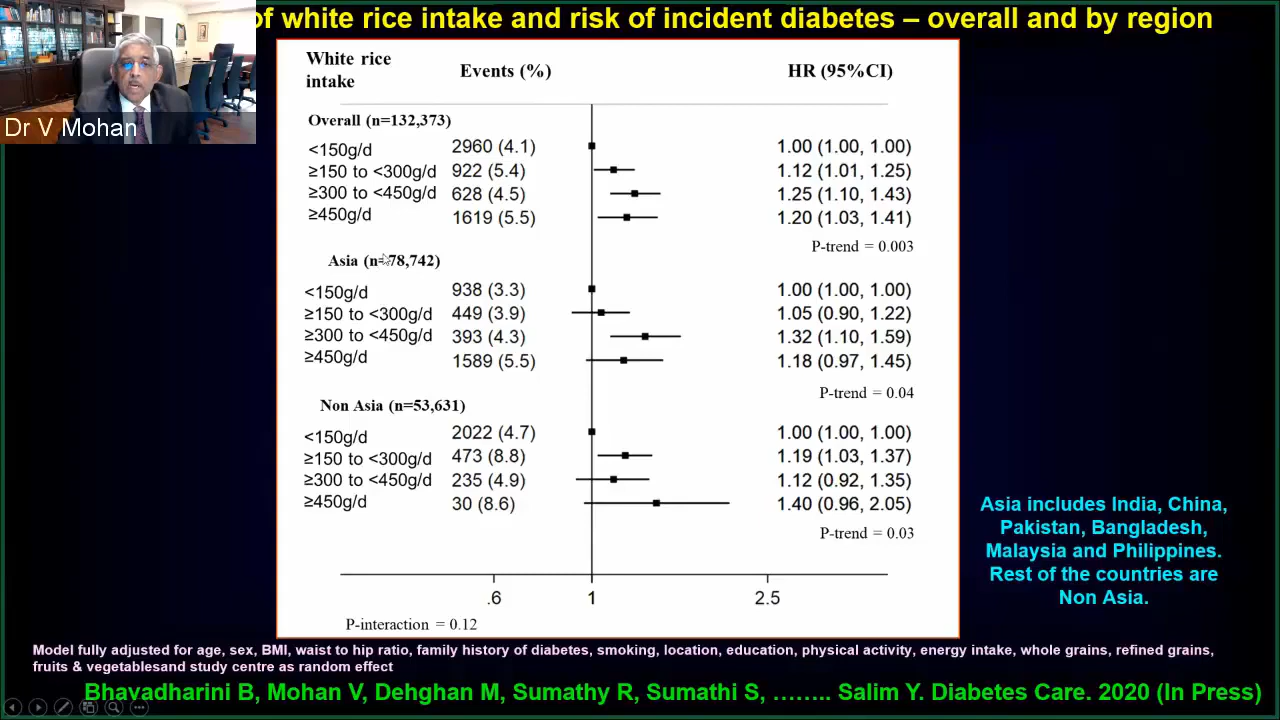 of white rice intake and risk of incident diabetes – overall and by region
Dr V Mohan
White rice intake Events (%) HR (95%CI)
Overall (n=132,373)
<150g/d 2960 (4.1) 1.00 (1.00, 1.00)
≥150 to <300g/d 922 (5.4) 1.12 (1.01, 1.25)
≥300 to <450g/d 628 (4.5) 1.25 (1.10, 1.43)
≥450g/d 1619 (5.5) 1.20 (1.03, 1.41)
P-trend = 0.003
Asia (n=78,742)
<150g/d 938 (3.3) 1.00 (1.00, 1.00)
≥150 to <300g/d 449 (3.9) 1.05 (0.90, 1.22)
≥300 to <450g/d 393 (4.3) 1.32 (1.10, 1.59)
≥450g/d 1589 (5.5) 1.18 (0.97, 1.45)
P-trend = 0.04
Non Asia (n=53,631)
<150g/d 2022 (4.7) 1.00 (1.00, 1.00)
≥150 to <300g/d 473 (8.8) 1.19 (1.03, 1.37)
≥300 to <450g/d 235 (4.9) 1.12 (0.92, 1.35)
≥450g/d 30 (8.6) 1.40 (0.96, 2.05)
P-trend = 0.03
.6 1 2.5
P-interaction = 0.12
Asia includes India, China,
Pakistan, Bangladesh,
Malaysia and Philippines.
Rest of the countries are
Non Asia.
Model fully adjusted for age, sex, BMI, waist to hip ratio, family history of diabetes, smoking, location, education, physical activity, energy intake, whole grains, refined grains,
fruits & vegetablesand study centre as random effect
Bhavadharini B, Mohan V, Dehghan M, Sumathy R, Sumathi S, …….. Salim Y. Diabetes Care. 2020 (In Press)